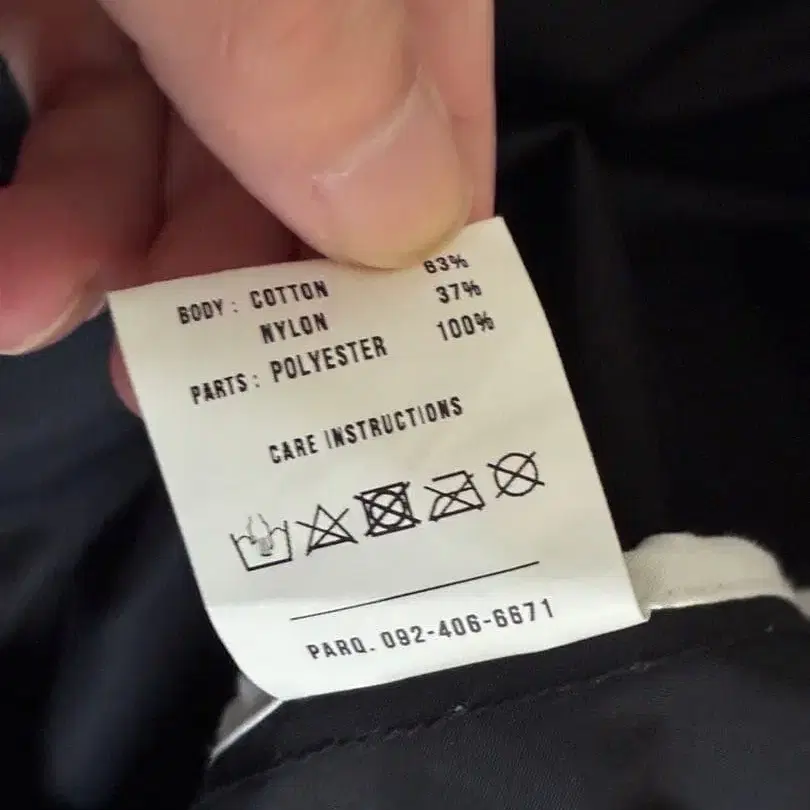 BODY : COTTON 63%
NYLON 37%
PARTS : POLYESTER 100%
CARE INSTRUCTIONS
PARQ. 092-406-6671